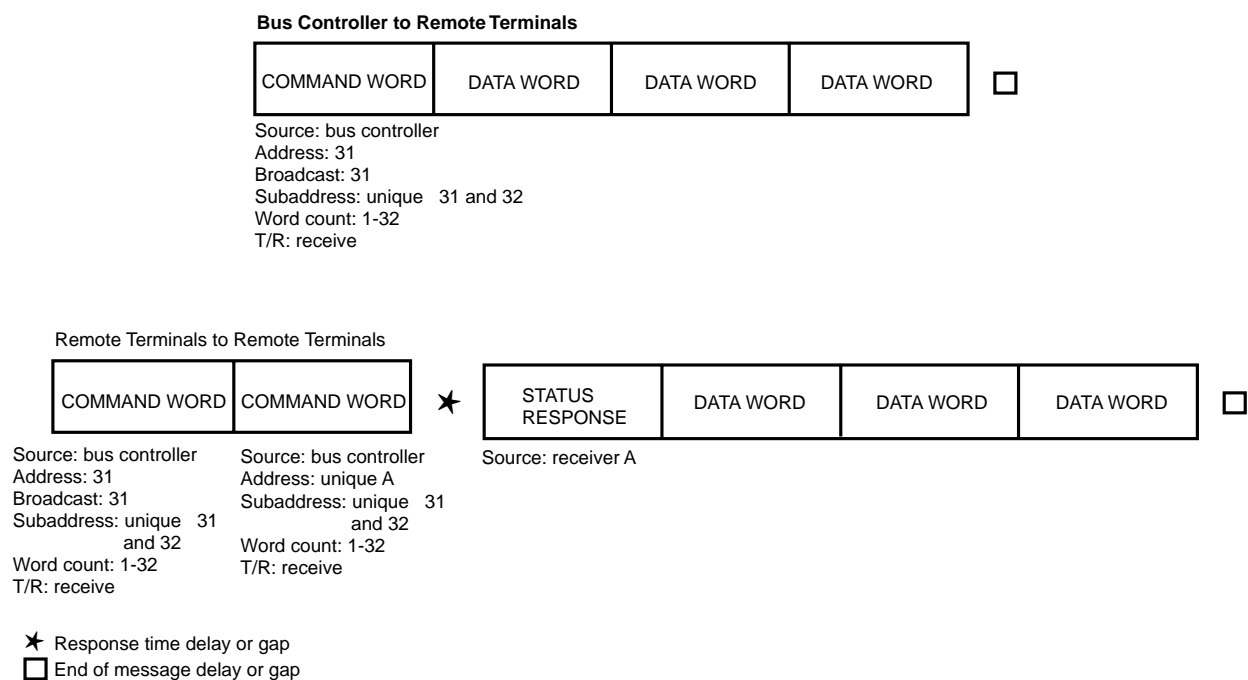 Bus Controller to Remote Terminals
COMMAND WORD DATA WORD DATA WORD DATA WORD
Source: bus controller
Address: 31
Broadcast: 31
Subaddress: unique 31 and 32
Word count: 1-32
T/R: receive
Remote Terminals to Remote Terminals
COMMAND WORD COMMAND WORD
STATUS
RESPONSE
DATA WORD DATA WORD DATA WORD
Source: bus controller
Address: 31
Broadcast: 31
Subaddress: unique 31
and 32
Word count: 1-32
T/R: receive
Source: bus controller
Address: unique A
Subaddress: unique 31
and 32
Word count: 1-32
T/R: receive
Source: receiver A
Response time delay or gap
End of message delay or gap